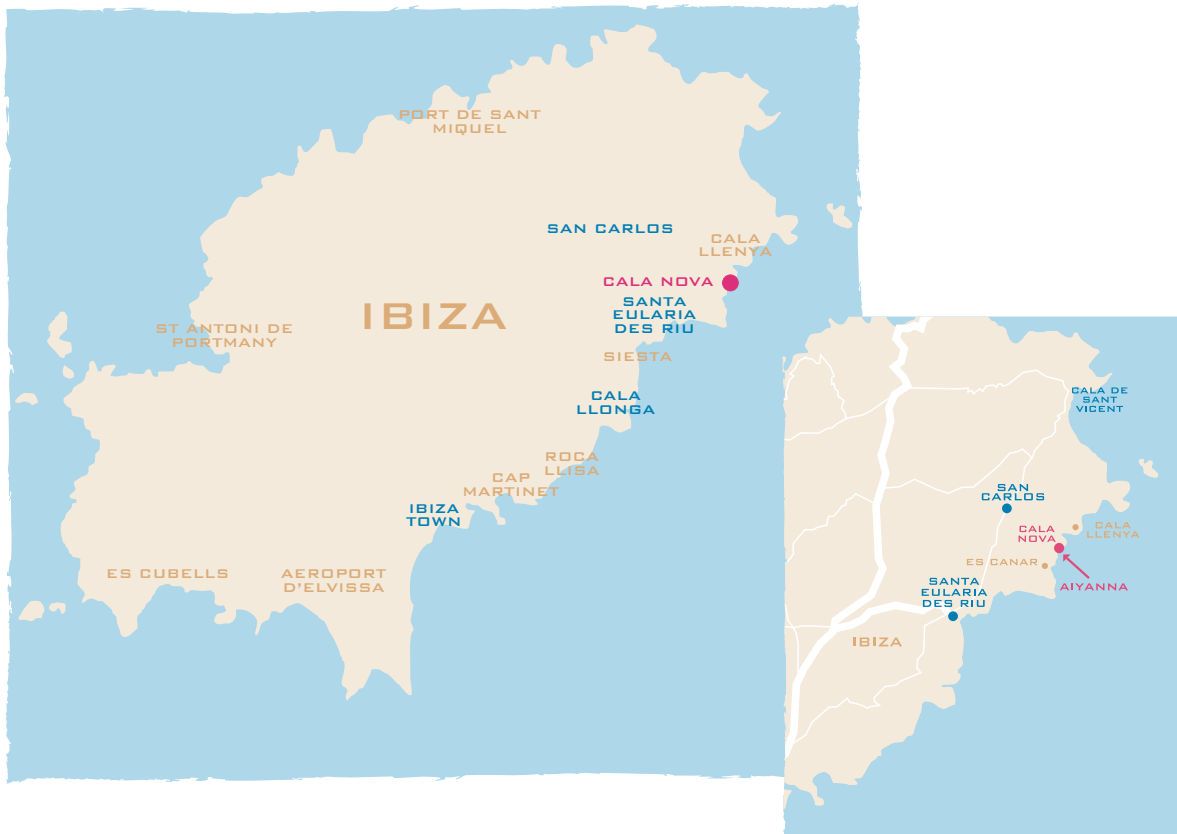 PORT DE SANT
MIQUEL
SAN CARLOS
CALA
LLENYA
CALA NOVA
IBIZA
SANTA
EULARIA
DES RIU
ST ANTONI DE
PORTMANY
SIESTA
CALA
LLONGA
ROCA
LLISA
CAP
MARTINET
IBIZA
TOWN
ES CUBELLS
AEROPORT
D'ELVISSA
CALA DE
SANT
VICENT
SAN
CARLOS
CALA
NOVA
CALA
LLENYA
ES CANAR
AIYANNA
SANTA
EULARIA
DES RIU
IBIZA